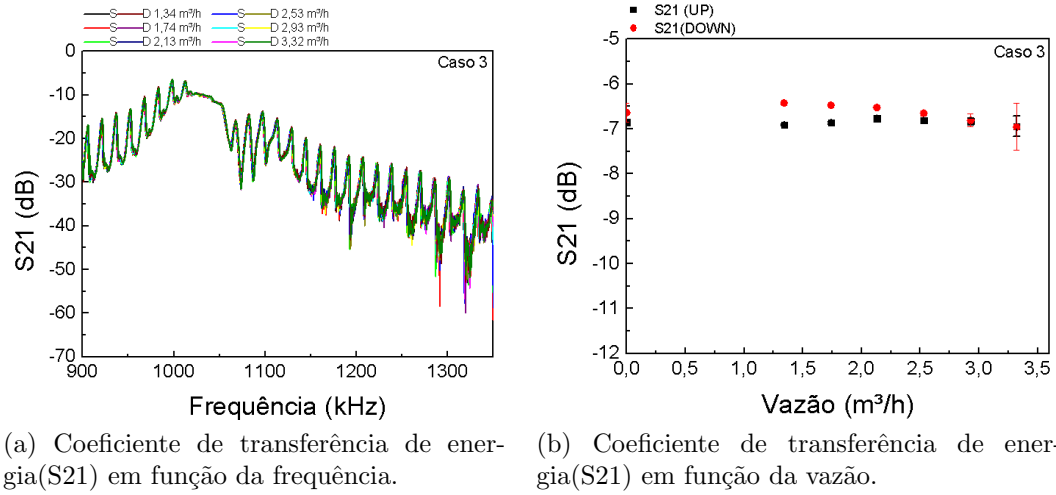 S D 1,34 m³/h S D 2,53 m³/h
S D 1,74 m³/h S D 2,93 m³/h
S D 2,13 m³/h S D 3,32 m³/h
Caso 3
0
-10
-20
-30
-40
-50
-60
-70
S21 (dB)
900 1000 1100 1200 1300
Frequência (kHz)
(a) Coeficiente de transferência de ener-
gia(S21) em função da frequência.
S21 (UP)
S21(DOWN)
Caso 3
-5
-6
-7
-8
-9
-10
-11
-12
S21 (dB)
0,0 0,5 1,0 1,5 2,0 2,5 3,0 3,5
Vazão (m³/h)
(b) Coeficiente de transferência de ener-
gia(S21) em função da vazão.